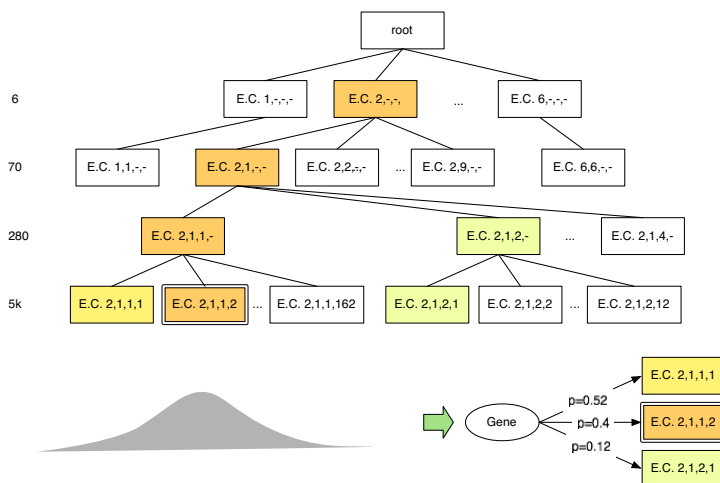 root
6
E.C. 1,-,-,-
E.C. 2,-,-,
...
E.C. 6,-,-,-
70
E.C. 1,1,-,-
E.C. 2,1,-,-
E.C. 2,2,-,-
...
E.C. 2,9,-,-
E.C. 6,6,-,-
280
E.C. 2,1,1,-
E.C. 2,1,2,-
...
E.C. 2,1,4,-
5k
E.C. 2,1,1,1
E.C. 2,1,1,2
...
E.C. 2,1,1,162
E.C. 2,1,2,1
E.C. 2,1,2,2
...
E.C. 2,1,2,12
Gene
p=0.52
E.C. 2,1,1,1
p=0.4
E.C. 2,1,1,2
p=0.12
E.C. 2,1,2,1